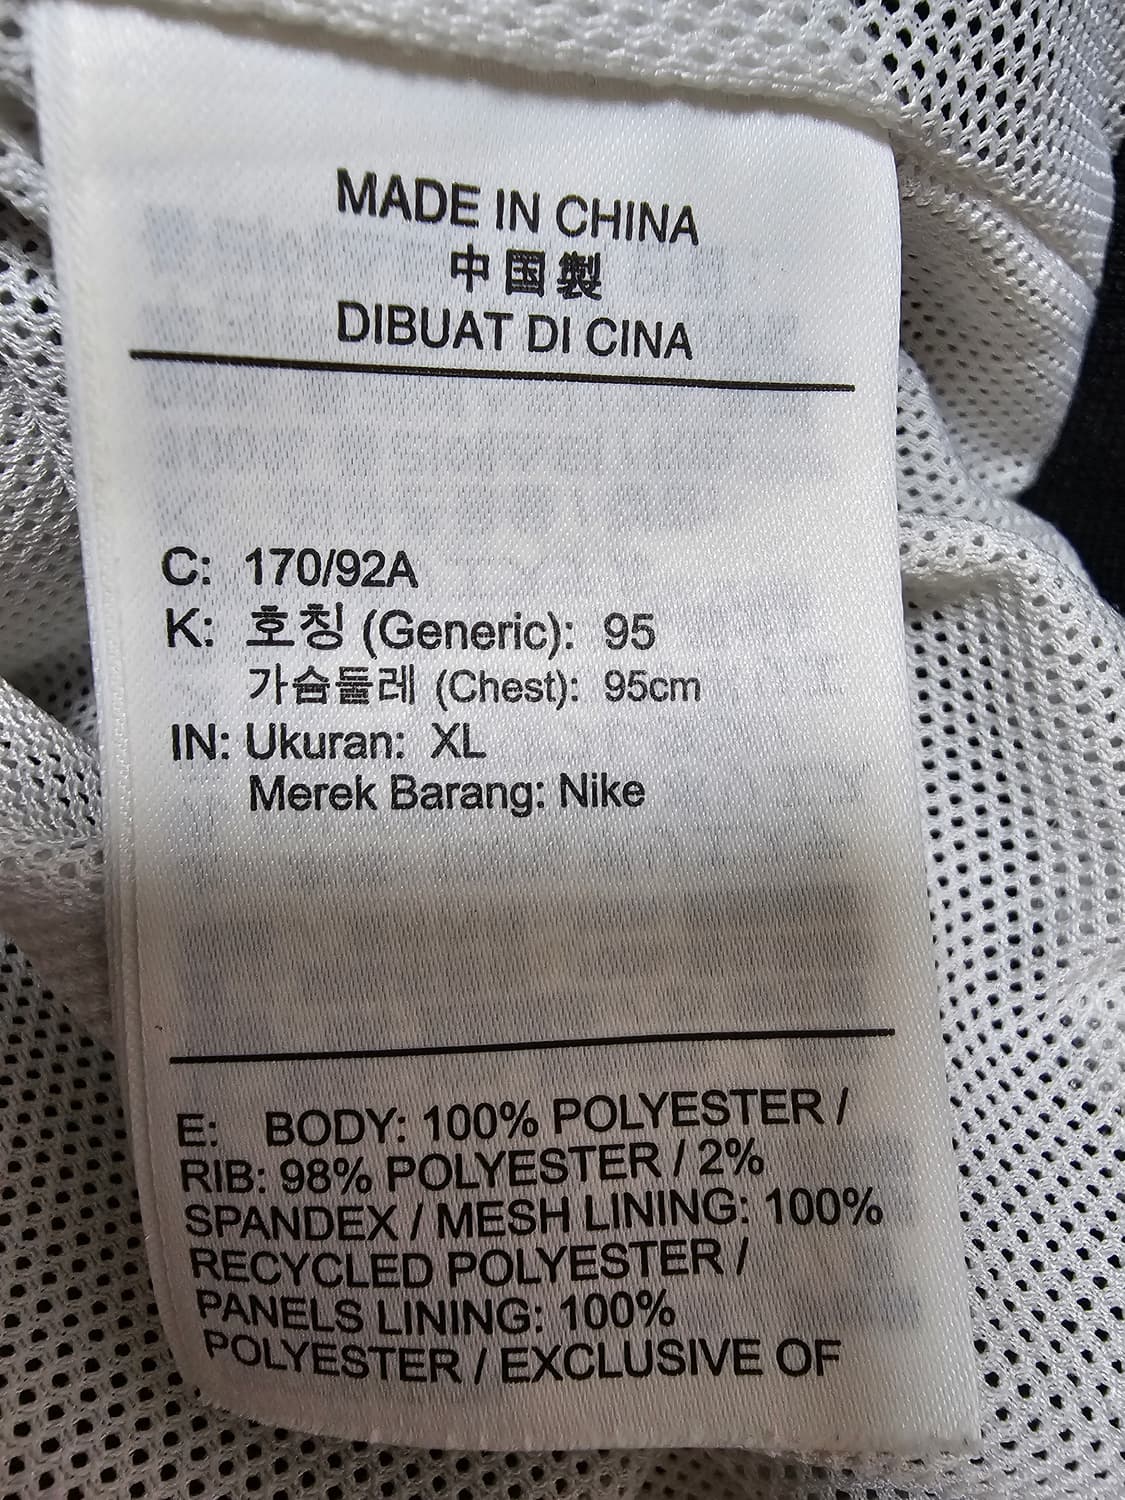 MADE IN CHINA
中国製
DIBUAT DI CINA
C: 170/92A
K: 호칭 (Generic): 95
가슴둘레 (Chest): 95cm
IN: Ukuran: XL
Merek Barang: Nike
E: BODY: 100% POLYESTER /
RIB: 98% POLYESTER / 2%
SPANDEX / MESH LINING: 100%
RECYCLED POLYESTER /
PANELS LINING: 100%
POLYESTER / EXCLUSIVE OF